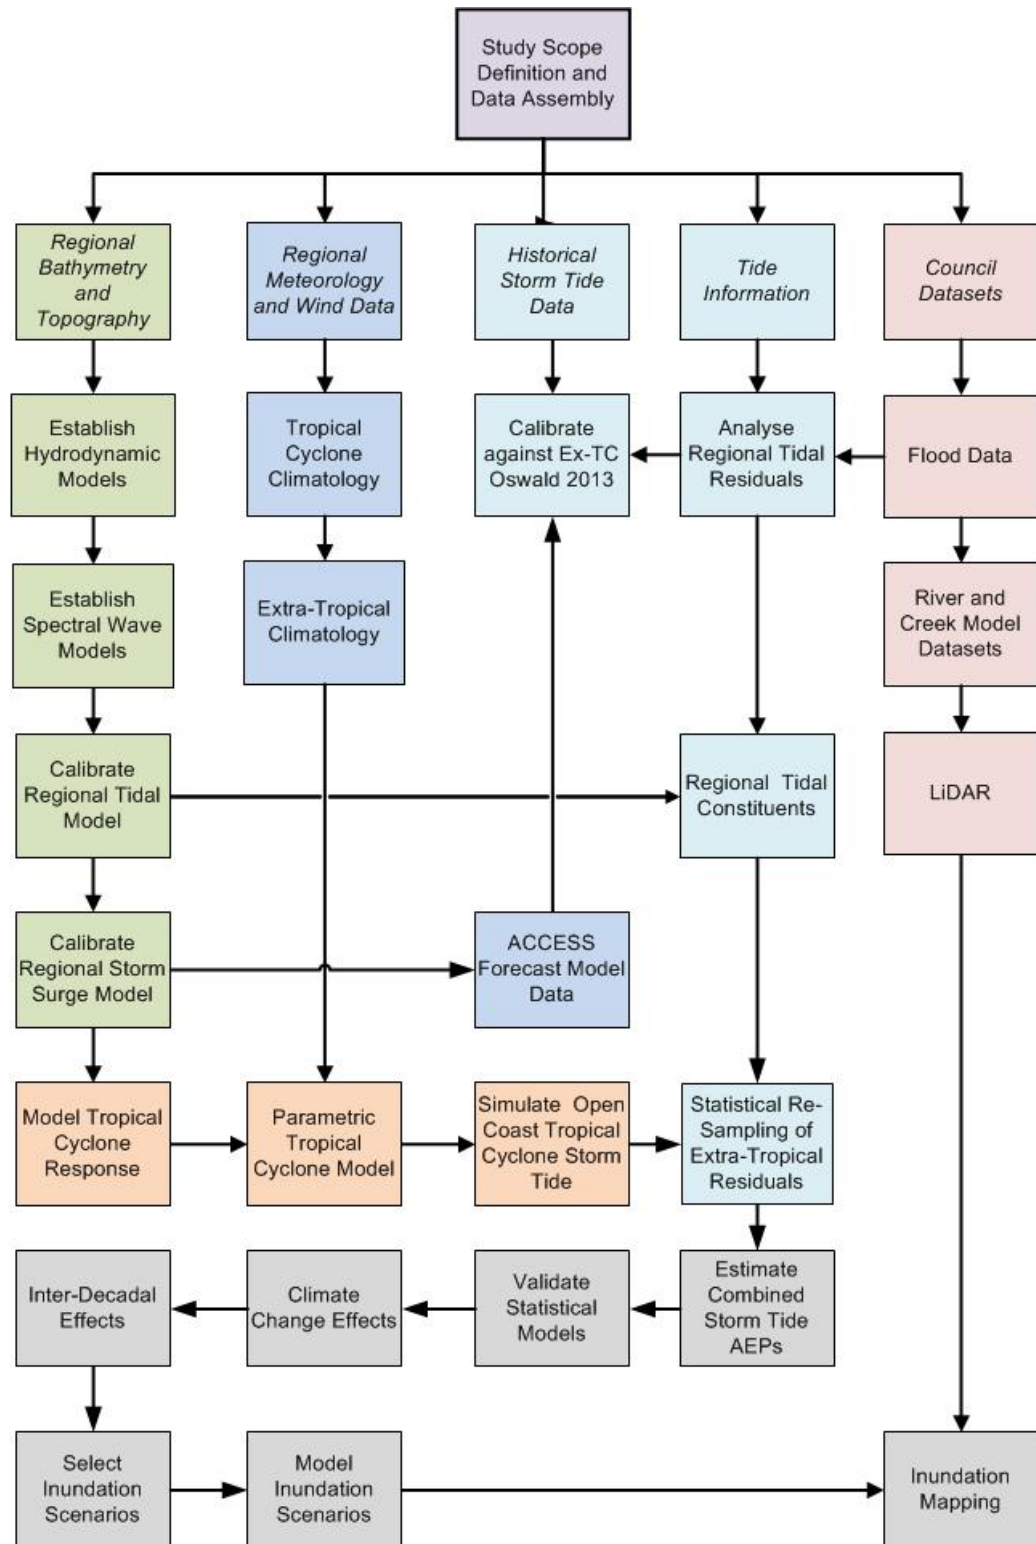 Study Scope
Definition and
Data Assembly
Regional
Bathymetry
and
Topography
Regional
Meteorology
and Wind Data
Historical
Storm Tide
Data
Tide
Information
Council
Datasets
Establish
Hydrodynamic
Models
Tropical
Cyclone
Climatology
Calibrate
against Ex-TC
Oswald 2013
Analyse
Regional Tidal
Residuals
Flood Data
Establish
Spectral Wave
Models
Extra-Tropical
Climatology
River and
Creek Model
Datasets
Calibrate
Regional Tidal
Model
Regional Tidal
Constituents
LiDAR
Calibrate
Regional Storm
Surge Model
ACCESS
Forecast Model
Data
Model Tropical
Cyclone
Response
Parametric
Tropical
Cyclone Model
Simulate Open
Coast Tropical
Cyclone Storm
Tide
Statistical Re-
Sampling of
Extra-Tropical
Residuals
Inter-Decadal
Effects
Climate
Change Effects
Validate
Statistical
Models
Estimate
Combined
Storm Tide
AEPs
Select
Inundation
Scenarios
Model
Inundation
Scenarios
Inundation
Mapping